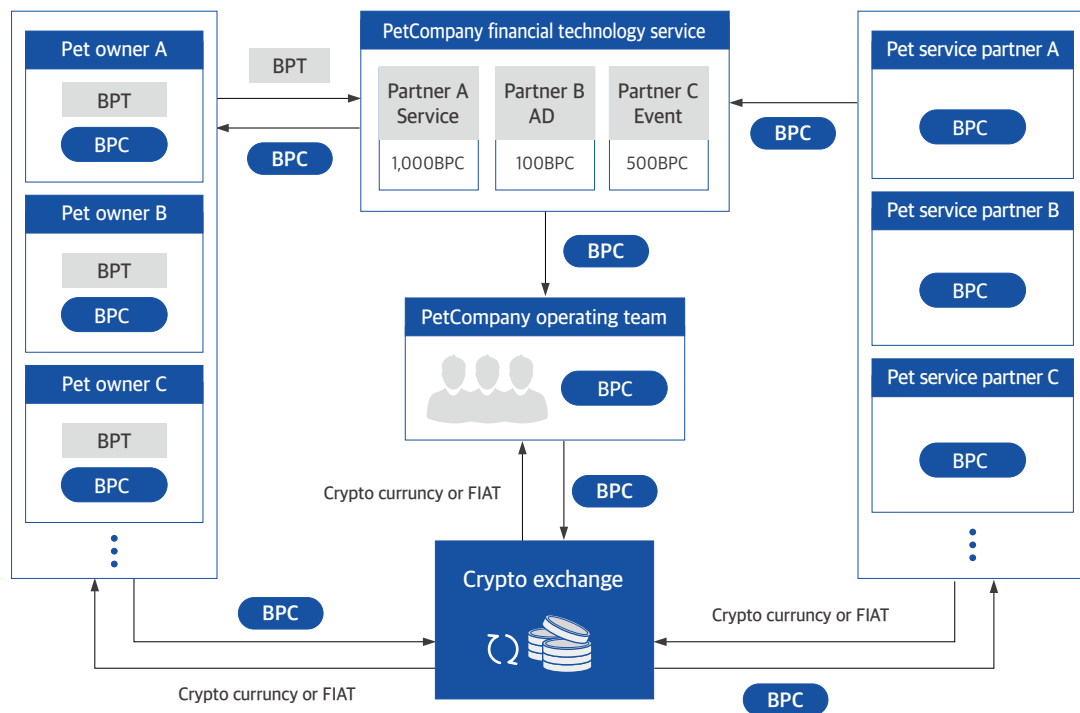 Pet owner A
BPT
BPC
Pet owner B
BPT
BPC
Pet owner C
BPT
BPC
BPT
BPC
PetCompany financial technology service
Partner A
Service
1,000BPC
Partner B
AD
100BPC
Partner C
Event
500BPC
BPC
Pet service partner A
BPC
Pet service partner B
BPC
Pet service partner C
BPC
BPC
PetCompany operating team
BPC
Crypto curruncy or FIAT
BPC
Crypto exchange
BPC
Crypto curruncy or FIAT
Crypto curruncy or FIAT
BPC